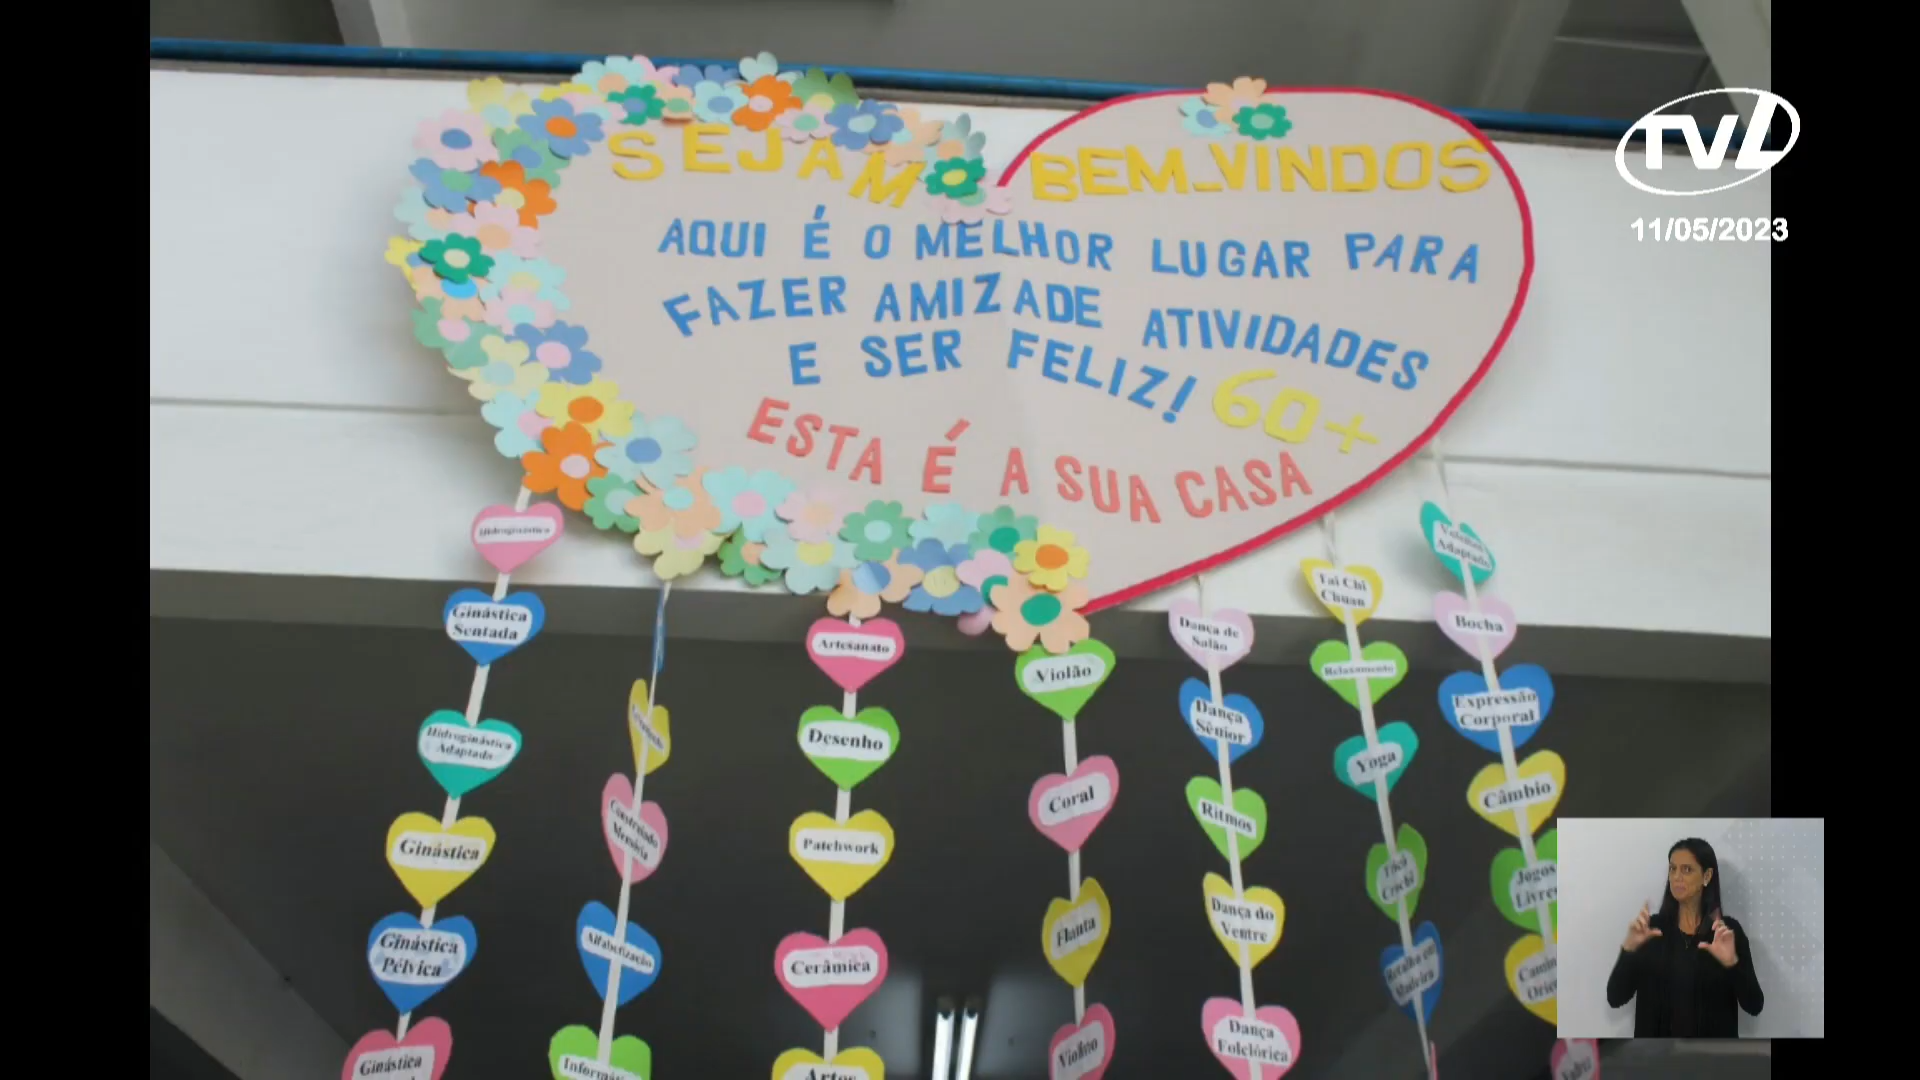 TVL
11/05/2023
SEJAM BEM-VINDOS
AQUI É O MELHOR LUGAR PARA
FAZER AMIZADE ATIVIDADES
E SER FELIZ! 60+
ESTA É A SUA CASA
Ginástica
Sentada
Hidroginástica
Adaptada
Ginástica
Ginástica
Pélvica
Ginástica
Alfabetização
Artesanato
Desenho
Patchwork
Cerâmica
Artes
Violão
Coral
Flauta
Violino
Dança de
Salão
Dança
Sênior
Ritmos
Dança do
Ventre
Dança
Folclórica
Tai Chi
Chuan
Relaxamento
Yoga
Adaptado
Bocha
Expressão
Corporal
Câmbio
Jogos
Livres